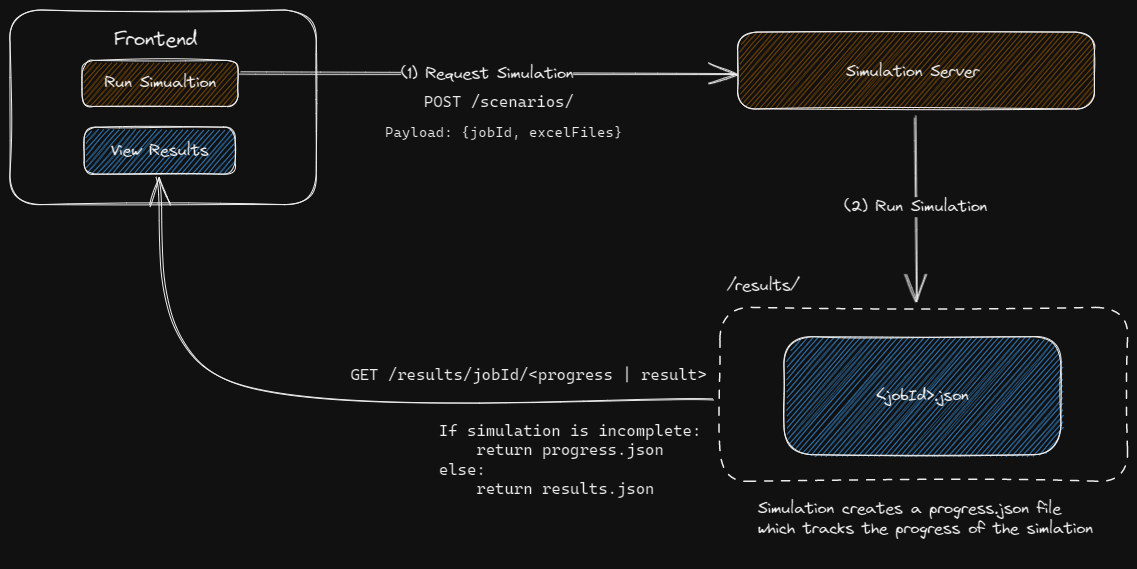 Frontend
Run Simualtion
View Results
(1) Request Simulation
POST /scenarios/
Payload: {jobId, excelFiles}
Simulation Server
(2) Run Simulation
/results/
<jobId>.json
GET /results/jobId/<progress | result>
If simulation is incomplete:
    return progress.json
else:
    return results.json
Simulation creates a progress.json file
which tracks the progress of the simlation